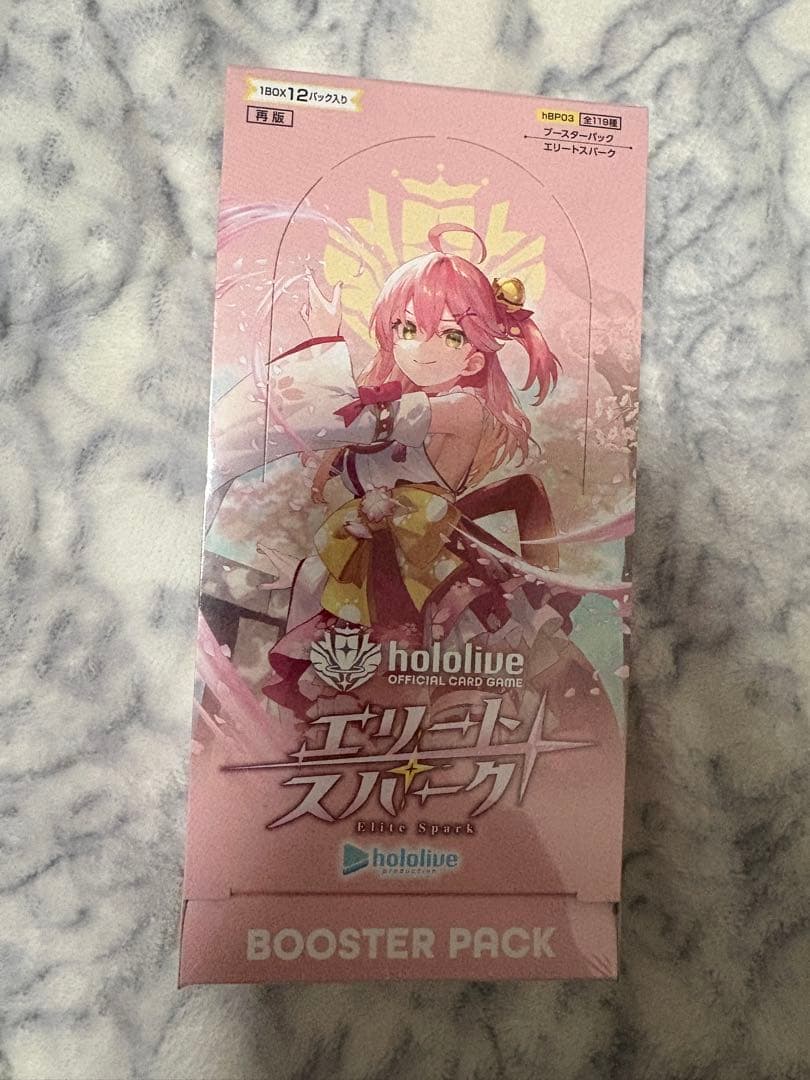 1BOX12パック入り
再版
hBP03 全119種
ブースターパック
エリートスパーク
hololive
OFFICIAL CARD GAME
エリート
スパーク
Elite Spark
hololive
production
BOOSTER PACK